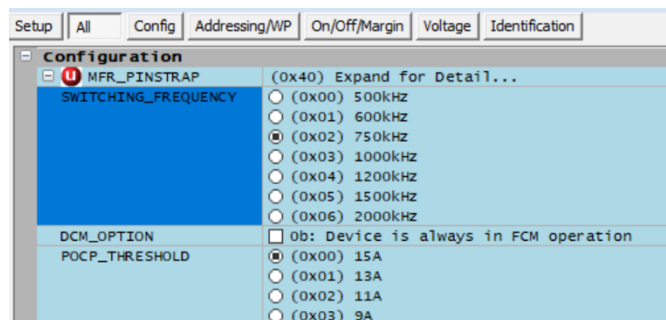 Setup All Config Addressing/WP On/Off/Margin Voltage Identification
Configuration
U MFR_PINSTRAP (0x40) Expand for Detail...
SWITCHING_FREQUENCY (0x00) 500kHz
(0x01) 600kHz
(0x02) 750kHz
(0x03) 1000kHz
(0x04) 1200kHz
(0x05) 1500kHz
(0x06) 2000kHz
DCM_OPTION 0b: Device is always in FCM operation
POCP_THRESHOLD (0x00) 15A
(0x01) 13A
(0x02) 11A
(0x03) 9A